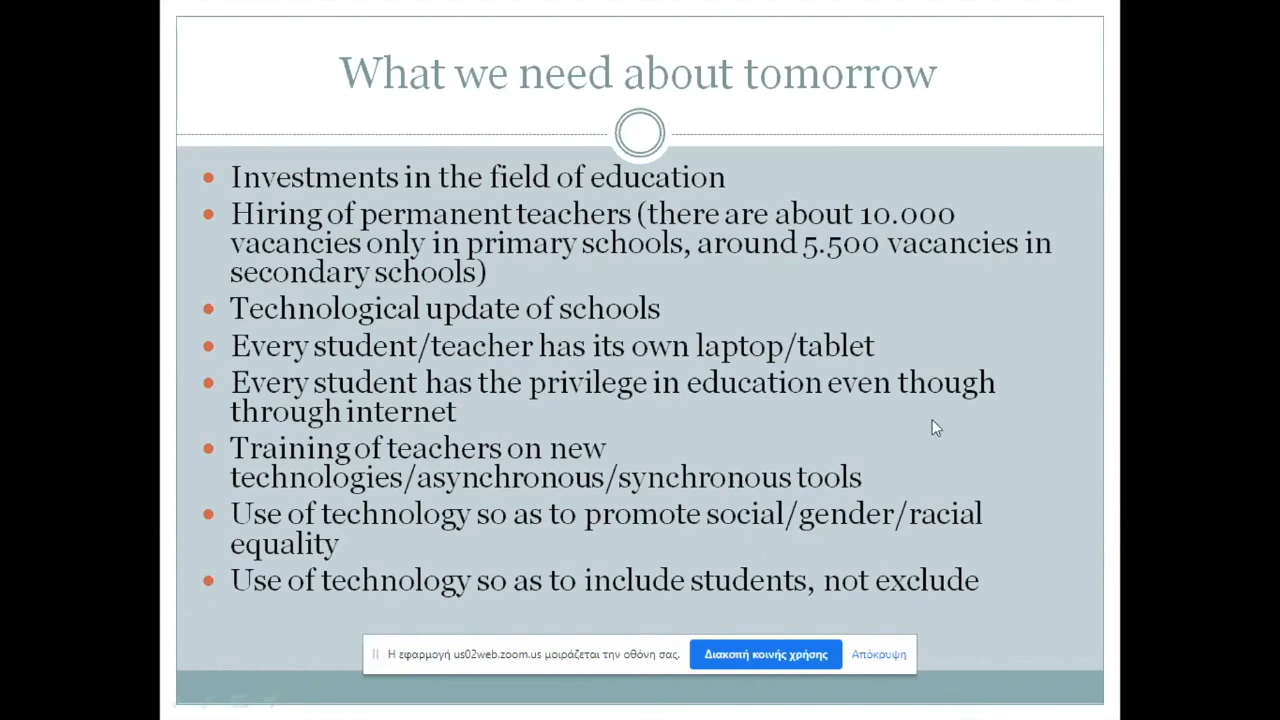 What we need about tomorrow
Investments in the field of education
Hiring of permanent teachers (there are about 10.000
vacancies only in primary schools, around 5.500 vacancies in
secondary schools)
Technological update of schools
Every student/teacher has its own laptop/tablet
Every student has the privilege in education even though
through internet
Training of teachers on new
technologies/asynchronous/synchronous tools
Use of technology so as to promote social/gender/racial
equality
Use of technology so as to include students, not exclude
Η εφαρμογή us02web.zoom.us μοιράζεται την οθόνη σας. Διακοπή κοινής χρήσης Απόκρυψη